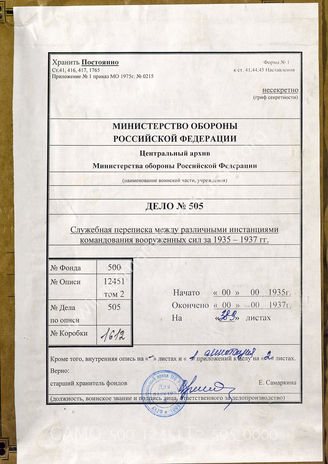 Хранить Постоянно
Ст.41, 416, 417, 1765
Приложение № 1 приказ МО 1975г. № 0215
Форма № 1
к ст. 41,44,45 Наставления
несекретно
(гриф секретности)
МИНИСТЕРСТВО ОБОРОНЫ
РОССИЙСКОЙ ФЕДЕРАЦИИ
Центральный архив
Министерства обороны Российской Федерации
(наименование воинской части, учреждения)
ДЕЛО № 505
Служебная переписка между различными инстанциями
командования вооруженных сил за 1935 – 1937 гг.
№ Фонда 500
№ Описи 12451
том 2
№ Дела 505
по описи
№ Коробки 1612
Начато « 00 » 00 1935г.
Окончено « 00 » 00 1937г.
На « » листах
Кроме того, внутренняя опись на « » листах и « 1 аннотация приложений к делу на « 2 » листах.
Верно:
старший хранитель фондов Е. Самаркина
(должность, воинское звание и подпись лица, ответственного за делопроизводство)